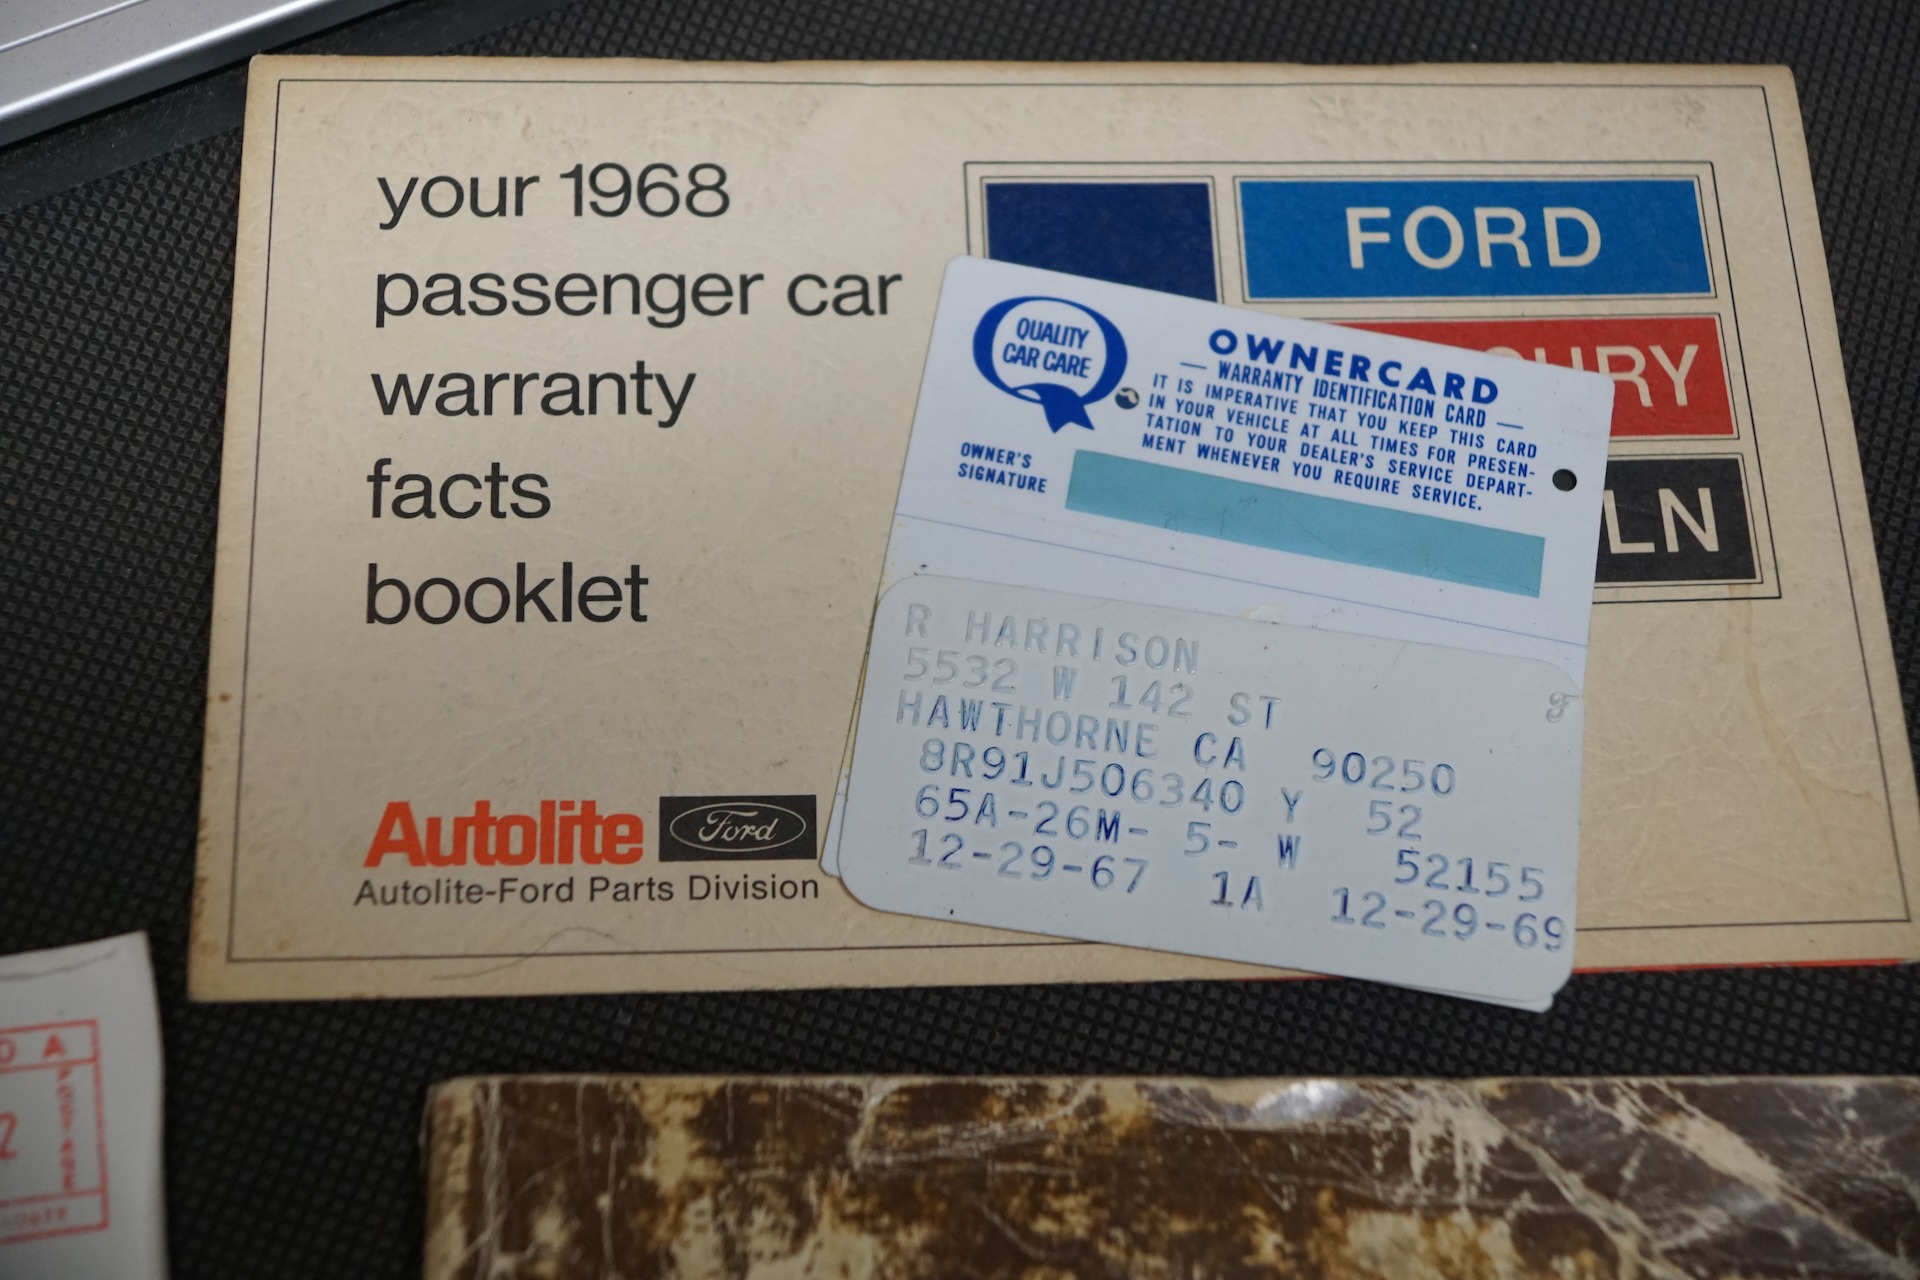 your 1968
passenger car
warranty
facts
booklet
Autolite Ford
Autolite-Ford Parts Division
FORD
QUALITY
CAR CARE
OWNERCARD
— WARRANTY IDENTIFICATION CARD —
IT IS IMPERATIVE THAT YOU KEEP THIS CARD
IN YOUR VEHICLE AT ALL TIMES FOR PRESEN-
TATION TO YOUR DEALER'S SERVICE DEPART-
MENT WHENEVER YOU REQUIRE SERVICE.
OWNER'S
SIGNATURE
R HARRISON
5532 W 142 ST
HAWTHORNE CA 90250
8R91J506340 Y 52
65A-26M- 5- W 52155
12-29-67 1A 12-29-69